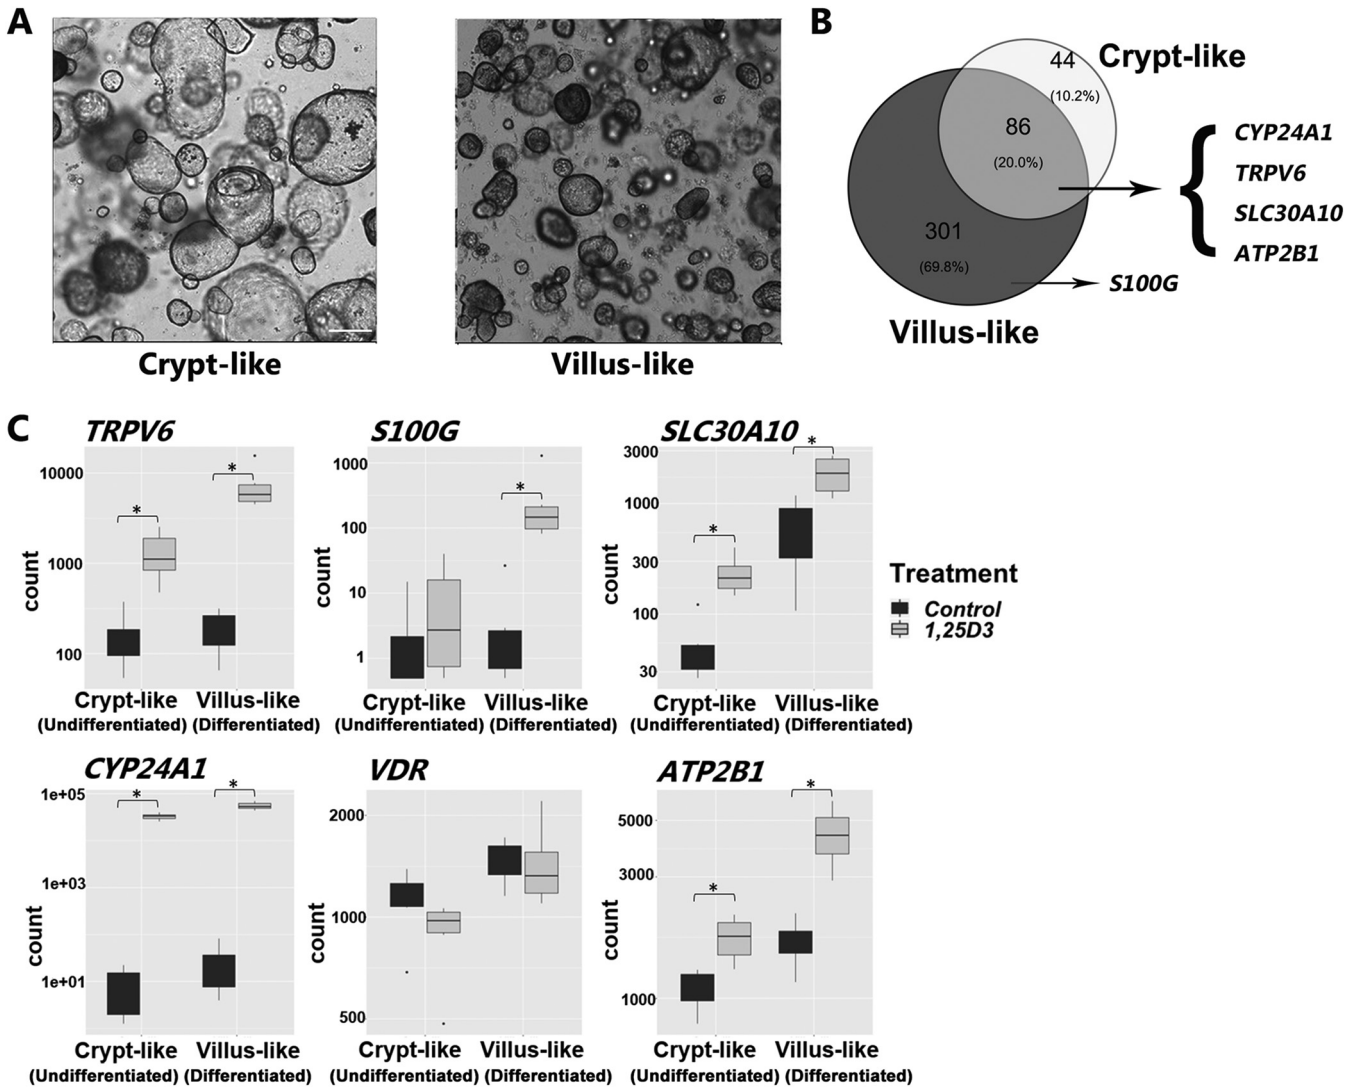 A
Crypt-like
Villus-like
B
44
(10.2%)
Crypt-like
86
(20.0%)
301
(69.8%)
Villus-like
CYP24A1
TRPV6
SLC30A10
ATP2B1
S100G
C
TRPV6
10000
1000
100
count
*
*
Crypt-like Villus-like
(Undifferentiated) (Differentiated)
S100G
1000
100
10
1
count
*
Crypt-like Villus-like
(Undifferentiated) (Differentiated)
SLC30A10
3000
1000
300
100
30
count
*
*
Crypt-like Villus-like
(Undifferentiated) (Differentiated)
Treatment
Control
1,25D3
CYP24A1
1e+05
1e+03
1e+01
count
*
*
Crypt-like Villus-like
(Undifferentiated) (Differentiated)
VDR
2000
1000
500
count
Crypt-like Villus-like
(Undifferentiated) (Differentiated)
ATP2B1
5000
3000
1000
count
*
*
Crypt-like Villus-like
(Undifferentiated) (Differentiated)